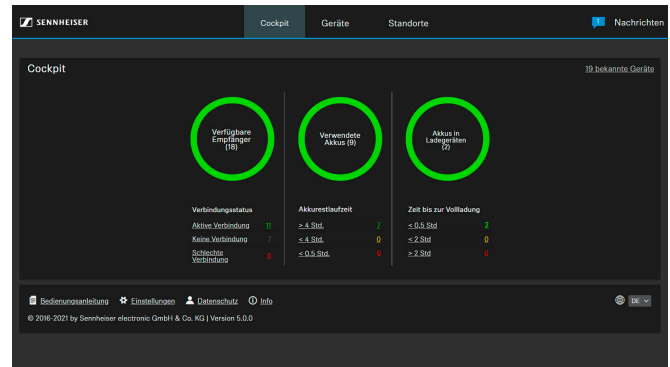 SENNHEISER
Cockpit Geräte Standorte
1 Nachrichten
Cockpit
19 bekannte Geräte
Verfügbare
Empfänger
(18)
Verwendete
Akkus (9)
Akkus in
Ladegeräten
(2)
Verbindungsstatus
Aktive Verbindung 11
Keine Verbindung 7
Schlechte
Verbindung 0
Akkurestlaufzeit
> 4 Std. 7
< 4 Std. 0
< 0.5 Std. 0
Zeit bis zur Vollladung
< 0,5 Std 2
< 2 Std 0
> 2 Std 0
Bedienungsanleitung Einstellungen Datenschutz Info
DE
© 2016-2021 by Sennheiser electronic GmbH & Co. KG | Version 5.0.0